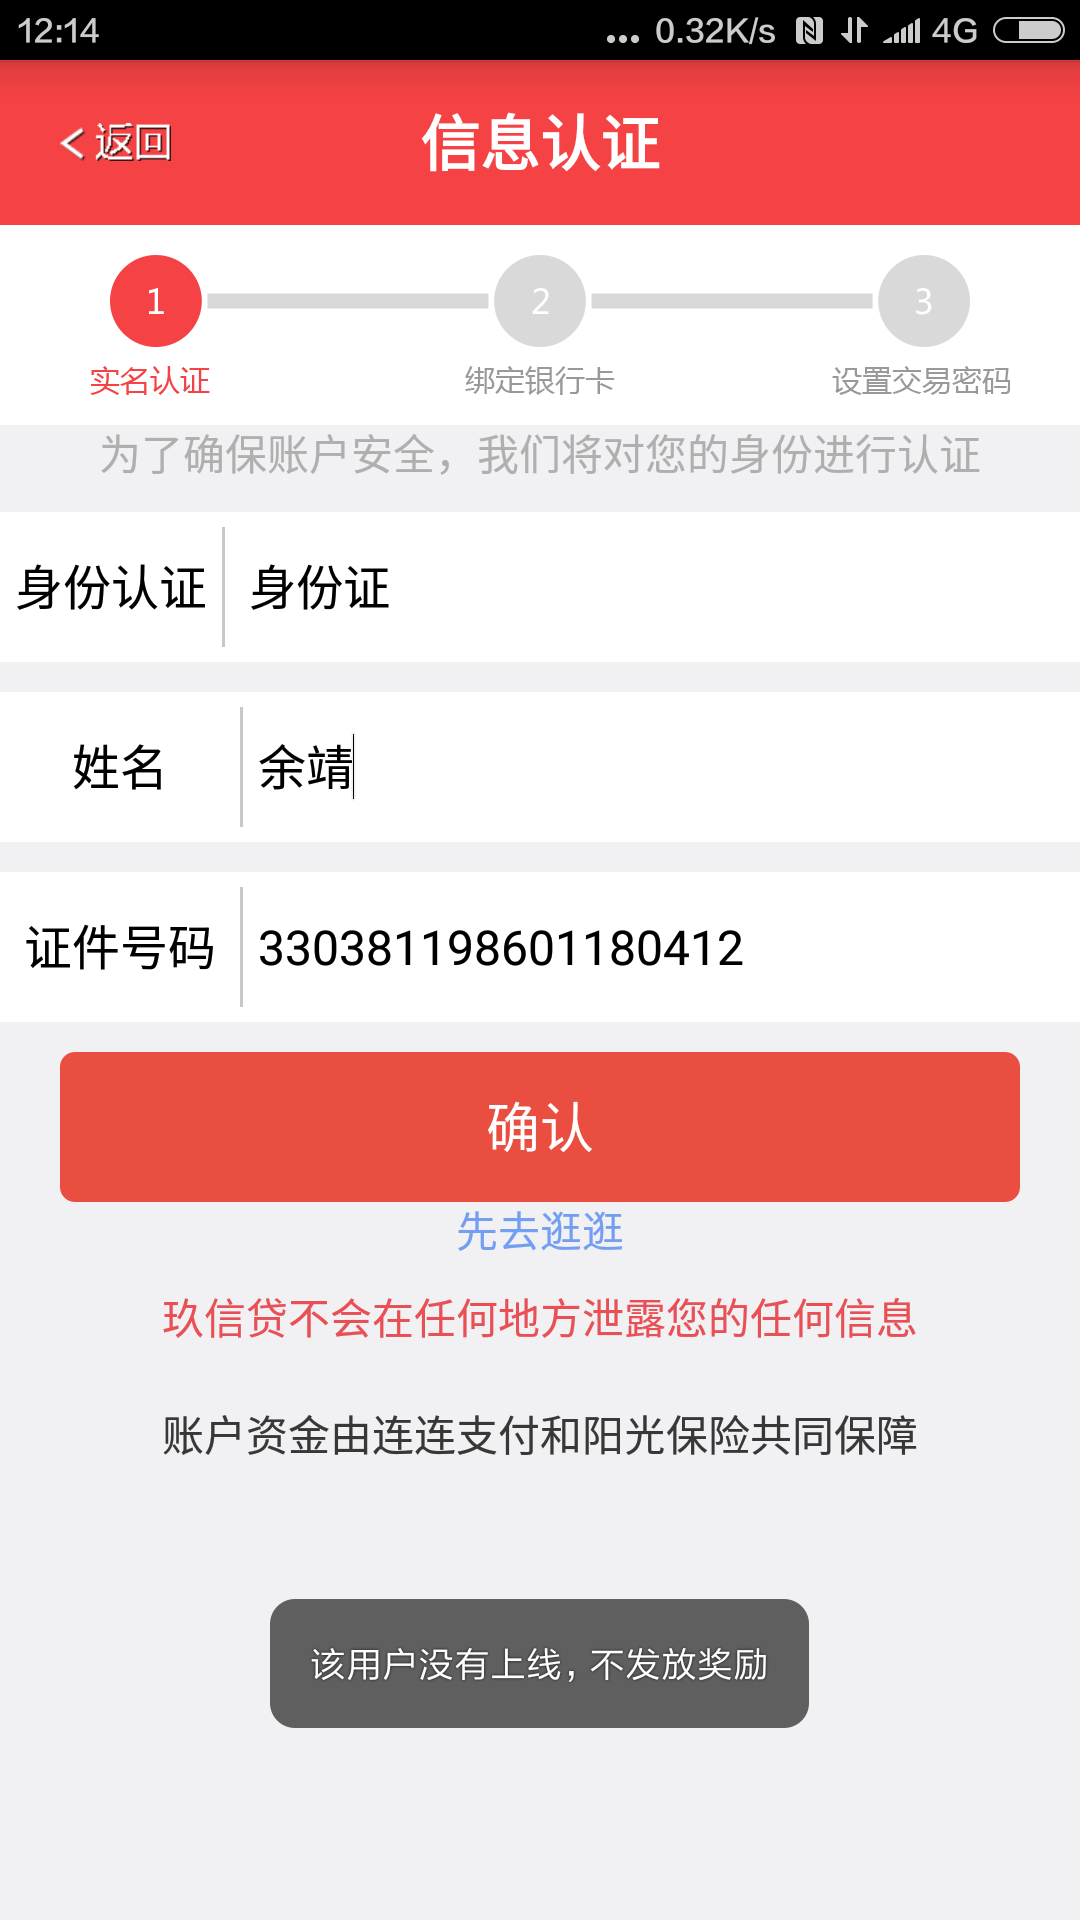 12:14 ... 0.32K/s 4G
返回 信息认证
1 2 3
实名认证 绑定银行卡 设置交易密码
为了确保账户安全，我们将对您的身份进行认证
身份认证 身份证
姓名 余靖
证件号码 330381198601180412
确认
先去逛逛
玖信贷不会在任何地方泄露您的任何信息
账户资金由连连支付和阳光保险共同保障
该用户没有上线，不发放奖励